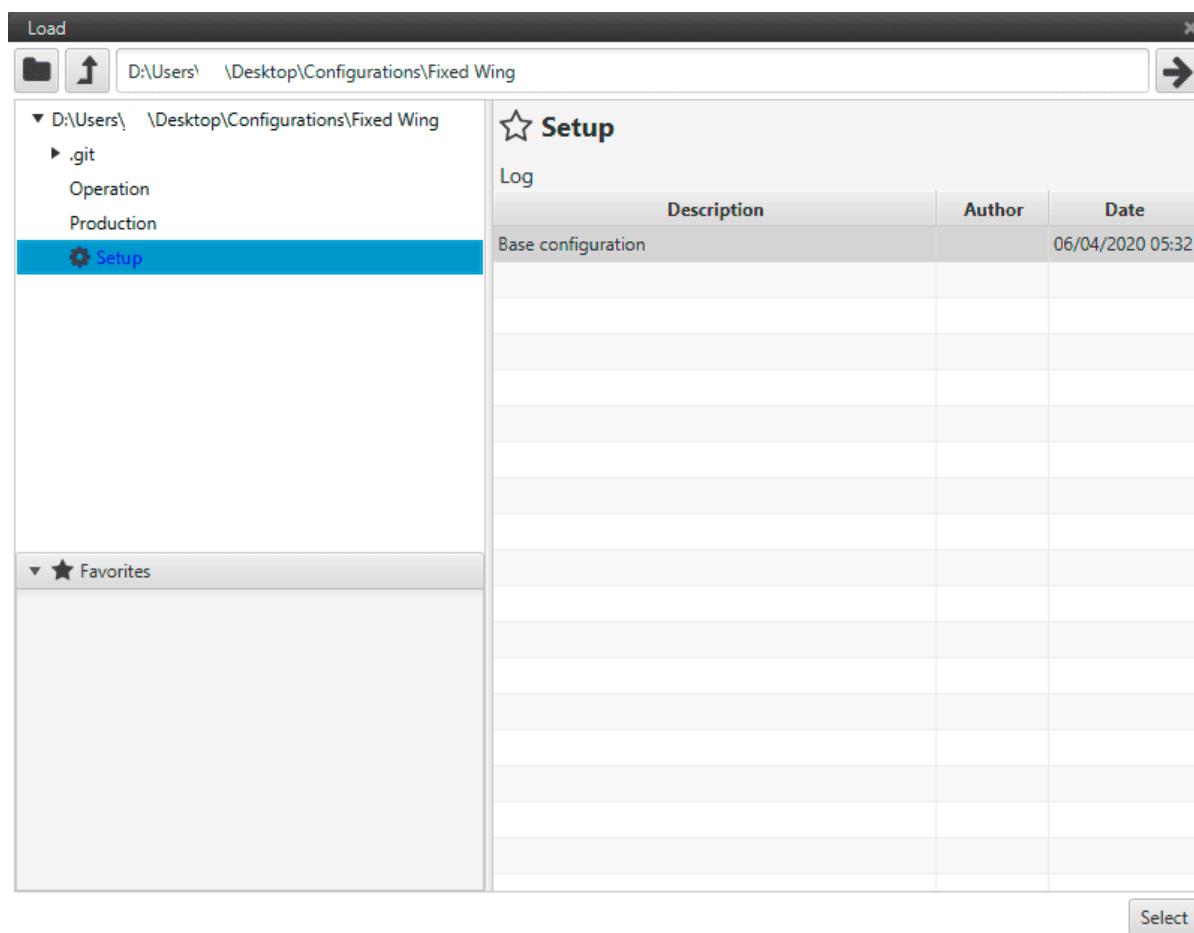 Load
D:\Users\ \Desktop\Configurations\Fixed Wing
D:\Users\ \Desktop\Configurations\Fixed Wing
.git
Operation
Production
Setup
Favorites
Setup
Log
Description Author Date
Base configuration 06/04/2020 05:32
Select